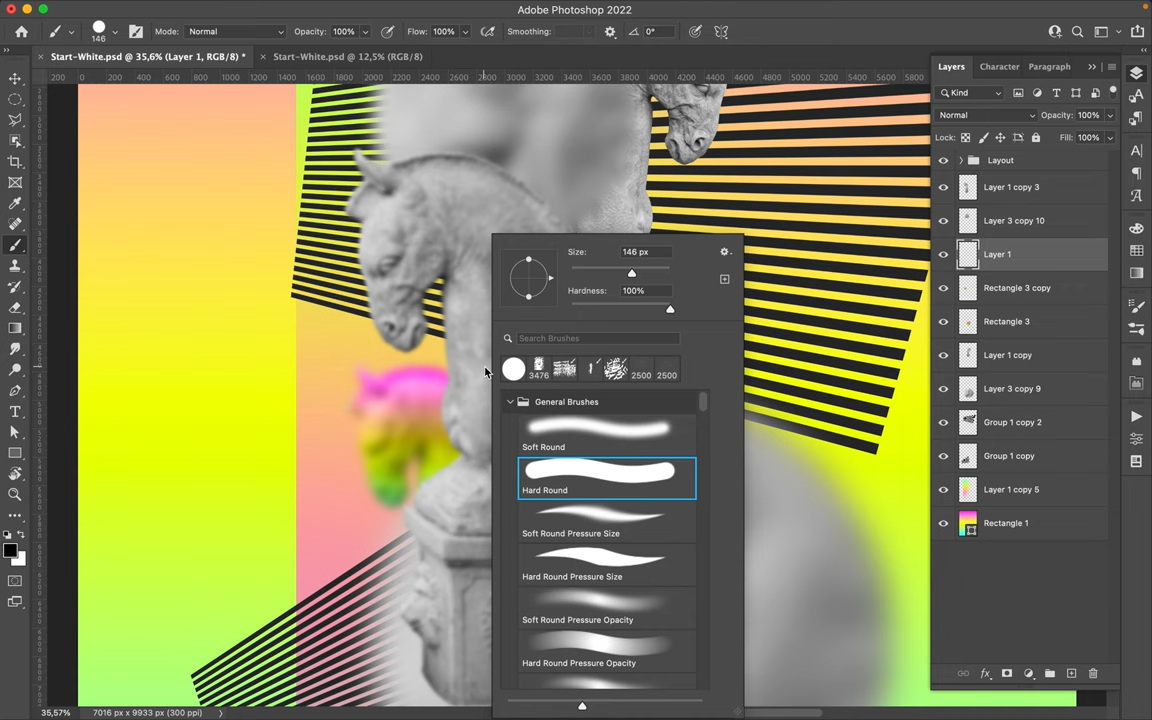 Adobe Photoshop 2022
146 Mode: Normal Opacity: 100% Flow: 100% Smoothing: 0°
× Start-White.psd @ 35,6% (Layer 1, RGB/8) * × Start-White.psd @ 12,5% (RGB/8)
200 0 200 400 600 800 1000 1200 1400 1600 1800 2000 2200 2400 2600 2800 3000 3200 3400 3600 3800 4000 4200 4400 4600 4800 5000 5200 5400 5600 5800
Layers Character Paragraph
Kind
Normal Opacity: 100%
Lock: Fill: 100%
Layout
Layer 1 copy 3
Layer 3 copy 10
Layer 1
Rectangle 3 copy
Rectangle 3
Layer 1 copy
Layer 3 copy 9
Group 1 copy 2
Group 1 copy
Layer 1 copy 5
Rectangle 1
fx
Size: 146 px
Hardness: 100%
Search Brushes
3476 2500 2500
General Brushes
Soft Round
Hard Round
Soft Round Pressure Size
Hard Round Pressure Size
Soft Round Pressure Opacity
Hard Round Pressure Opacity
35,57% 7016 px x 9933 px (300 ppi)